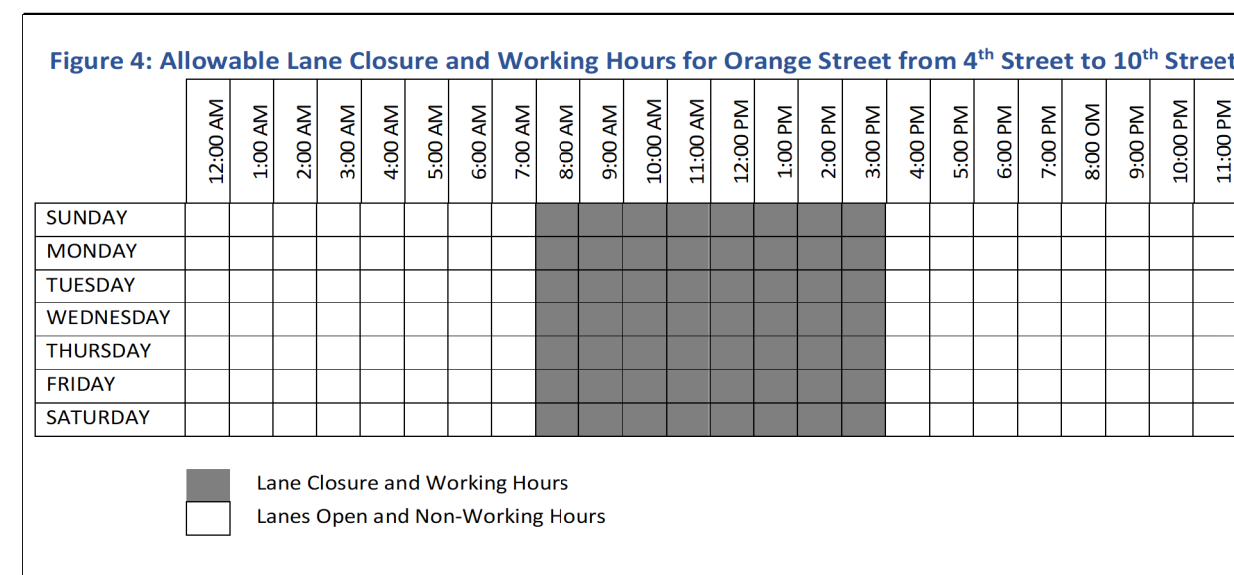 Figure 4: Allowable Lane Closure and Working Hours for Orange Street from 4th Street to 10th Street
12:00 AM
1:00 AM
2:00 AM
3:00 AM
4:00 AM
5:00 AM
6:00 AM
7:00 AM
8:00 AM
9:00 AM
10:00 AM
11:00 AM
12:00 PM
1:00 PM
2:00 PM
3:00 PM
4:00 PM
5:00 PM
6:00 PM
7:00 PM
8:00 OM
9:00 PM
10:00 PM
11:00 PM
SUNDAY
MONDAY
TUESDAY
WEDNESDAY
THURSDAY
FRIDAY
SATURDAY
Lane Closure and Working Hours
Lanes Open and Non-Working Hours